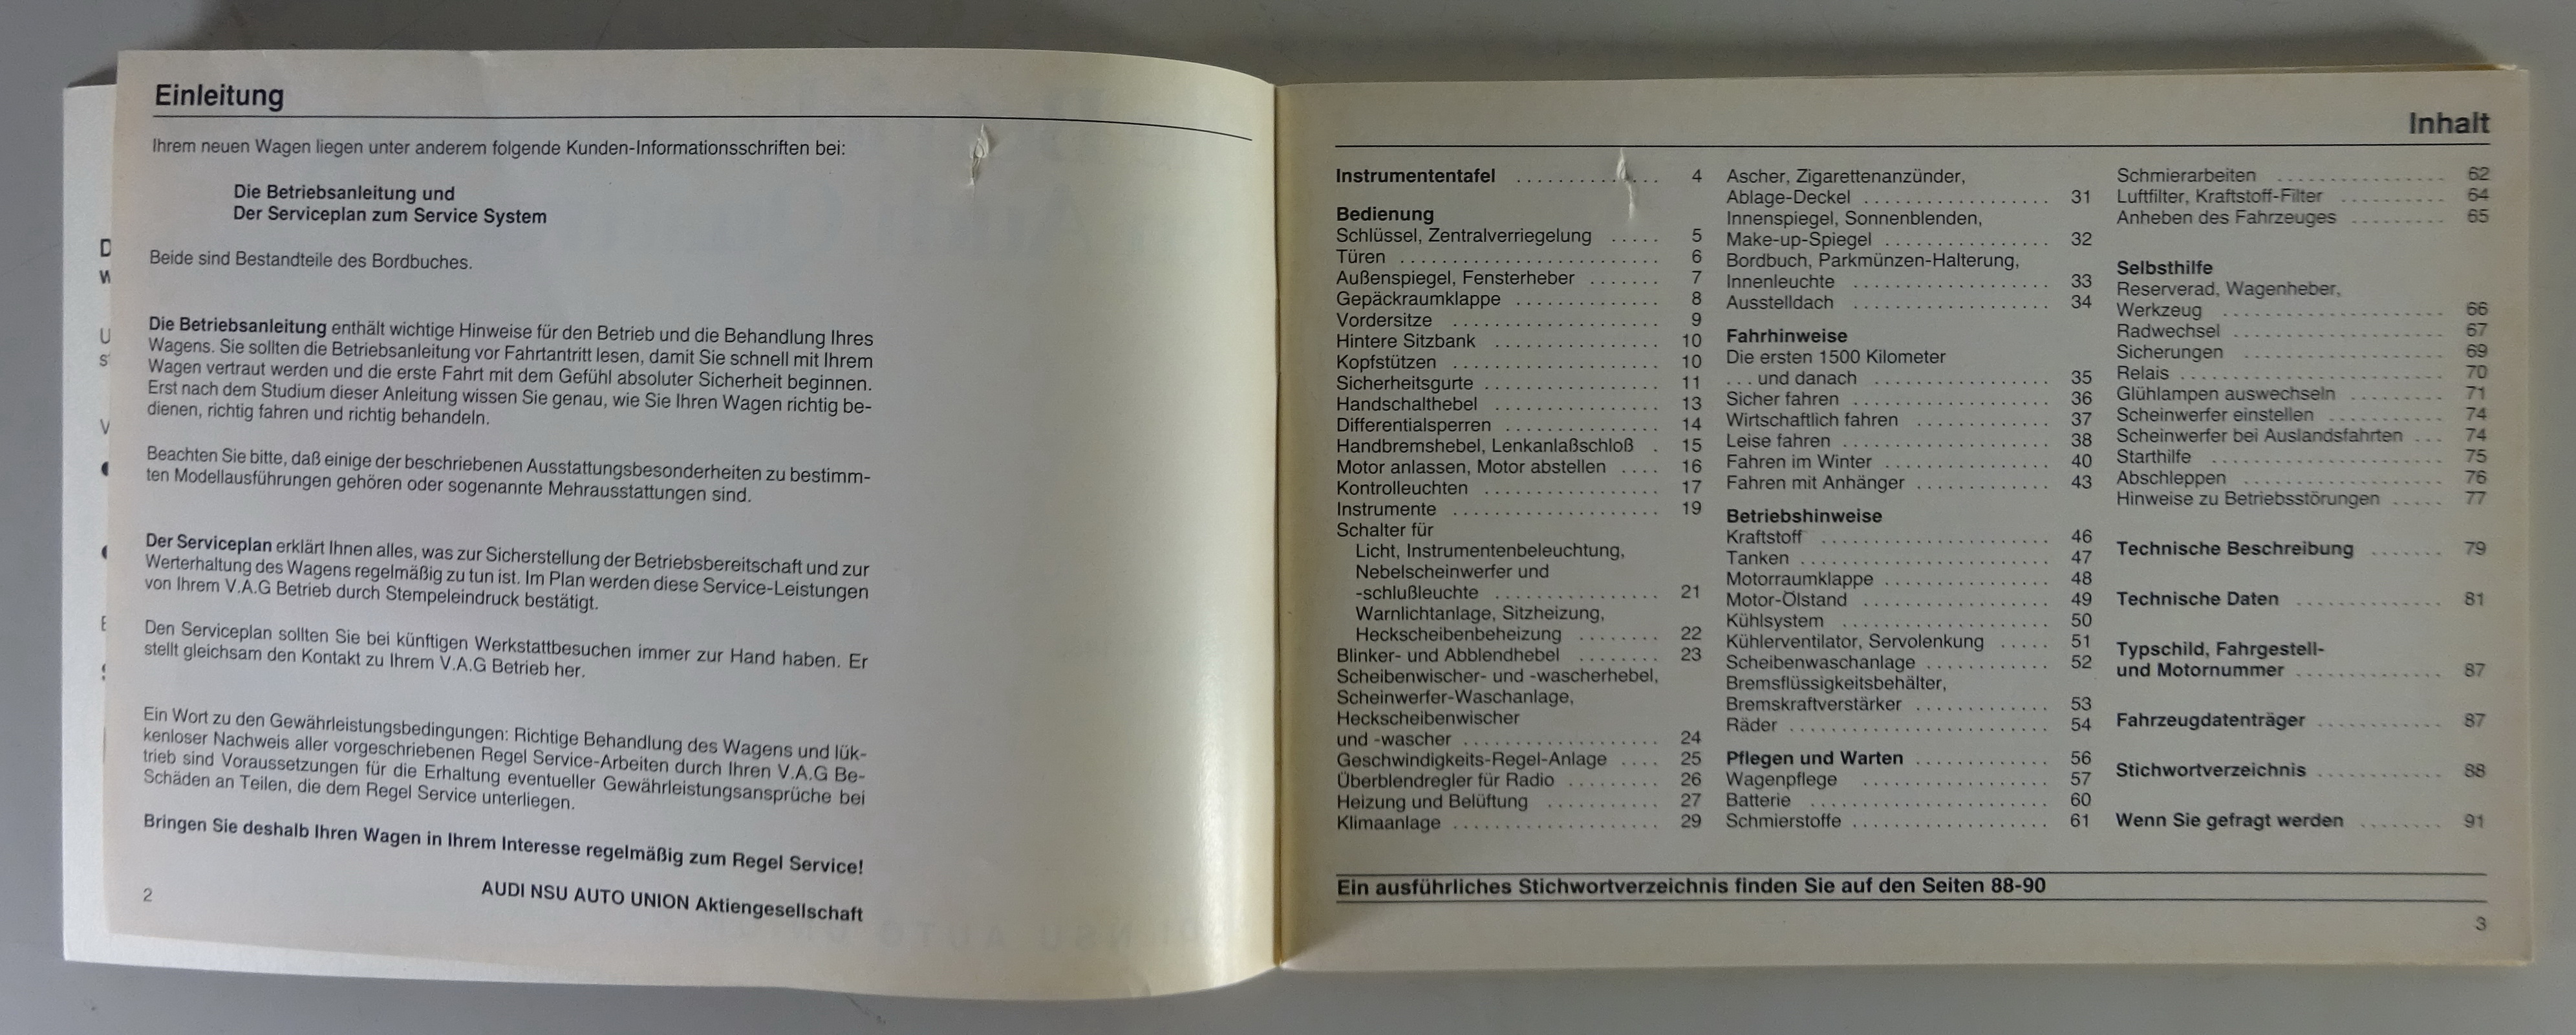 Einleitung
Ihrem neuen Wagen liegen unter anderem folgende Kunden-Informationsschriften bei:
Die Betriebsanleitung und
Der Serviceplan zum Service System
Beide sind Bestandteile des Bordbuches.
Die Betriebsanleitung enthält wichtige Hinweise für den Betrieb und die Behandlung Ihres
Wagens. Sie sollten die Betriebsanleitung vor Fahrtantritt lesen, damit Sie schnell mit Ihrem
Wagen vertraut werden und die erste Fahrt mit dem Gefühl absoluter Sicherheit beginnen.
Erst nach dem Studium dieser Anleitung wissen Sie genau, wie Sie Ihren Wagen richtig be-
dienen, richtig fahren und richtig behandeln.
Beachten Sie bitte, daß einige der beschriebenen Ausstattungsbesonderheiten zu bestimm-
ten Modellausführungen gehören oder sogenannte Mehrausstattungen sind.
Der Serviceplan erklärt Ihnen alles, was zur Sicherstellung der Betriebsbereitschaft und zur
Werterhaltung des Wagens regelmäßig zu tun ist. Im Plan werden diese Service-Leistungen
von Ihrem V.A.G Betrieb durch Stempeleindruck bestätigt.
Den Serviceplan sollten Sie bei künftigen Werkstattbesuchen immer zur Hand haben. Er
stellt gleichsam den Kontakt zu Ihrem V.A.G Betrieb her.
Ein Wort zu den Gewährleistungsbedingungen: Richtige Behandlung des Wagens und lük-
kenloser Nachweis aller vorgeschriebenen Regel Service-Arbeiten durch Ihren V.A.G Be-
trieb sind Voraussetzungen für die Erhaltung eventueller Gewährleistungsansprüche bei
Schäden an Teilen, die dem Regel Service unterliegen.
Bringen Sie deshalb Ihren Wagen in Ihrem Interesse regelmäßig zum Regel Service!
AUDI NSU AUTO UNION Aktiengesellschaft
2
Inhalt
Instrumententafel .............. 4
Bedienung
Schlüssel, Zentralverriegelung ..... 5
Türen ......................... 6
Außenspiegel, Fensterheber ....... 7
Gepäckraumklappe .............. 8
Vordersitze .................... 9
Hintere Sitzbank ................ 10
Kopfstützen .................... 10
Sicherheitsgurte ................. 11
Handschalthebel ................ 13
Differentialsperren ............... 14
Handbremshebel, Lenkanlaßschloß . 15
Motor anlassen, Motor abstellen .... 16
Kontrolleuchten ................. 17
Instrumente .................... 19
Schalter für
Licht, Instrumentenbeleuchtung,
Nebelscheinwerfer und
-schlußleuchte ................ 21
Warnlichtanlage, Sitzheizung,
Heckscheibenbeheizung ........ 22
Blinker- und Abblendhebel ........ 23
Scheibenwischer- und -wascherhebel,
Scheinwerfer-Waschanlage,
Heckscheibenwischer
und -wascher ................... 24
Geschwindigkeits-Regel-Anlage .... 25
Überblendregler für Radio ......... 26
Heizung und Belüftung ........... 27
Klimaanlage .................... 29
Ascher, Zigarettenanzünder,
Ablage-Deckel .................. 31
Innenspiegel, Sonnenblenden,
Make-up-Spiegel ................ 32
Bordbuch, Parkmünzen-Halterung,
Innenleuchte ................... 33
Ausstelldach ................... 34
Fahrhinweise
Die ersten 1500 Kilometer
... und danach ................. 35
Sicher fahren ................... 36
Wirtschaftlich fahren ............. 37
Leise fahren .................... 38
Fahren im Winter ................ 40
Fahren mit Anhänger ............. 43
Betriebshinweise
Kraftstoff ...................... 46
Tanken ......................... 47
Motorraumklappe ................ 48
Motor-Ölstand .................. 49
Kühlsystem .................... 50
Kühlerventilator, Servolenkung ..... 51
Scheibenwaschanlage ............ 52
Bremsflüssigkeitsbehälter,
Bremskraftverstärker ............. 53
Räder ......................... 54
Pflegen und Warten ............. 56
Wagenpflege ................... 57
Batterie ....................... 60
Schmierstoffe ................... 61
Schmierarbeiten ................ 62
Luftfilter, Kraftstoff-Filter .......... 64
Anheben des Fahrzeuges ......... 65
Selbsthilfe
Reserverad, Wagenheber,
Werkzeug ..................... 66
Radwechsel .................... 67
Sicherungen ................... 69
Relais ......................... 70
Glühlampen auswechseln ......... 71
Scheinwerfer einstellen ........... 74
Scheinwerfer bei Auslandsfahrten ... 74
Starthilfe ...................... 75
Abschleppen ................... 76
Hinweise zu Betriebsstörungen ..... 77
Technische Beschreibung ....... 79
Technische Daten .............. 81
Typschild, Fahrgestell-
und Motornummer .............. 87
Fahrzeugdatenträger ............ 87
Stichwortverzeichnis ............ 88
Wenn Sie gefragt werden ........ 91
Ein ausführliches Stichwortverzeichnis finden Sie auf den Seiten 88-90
3